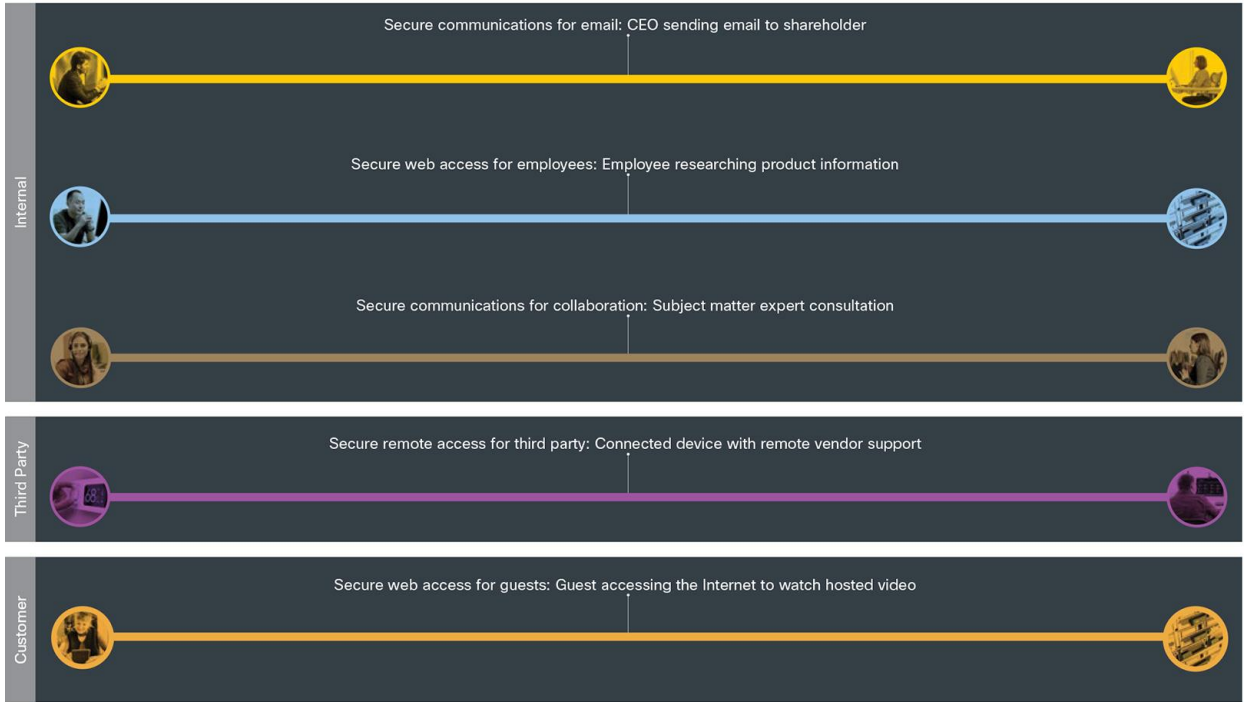 Internal
Secure communications for email: CEO sending email to shareholder
Secure web access for employees: Employee researching product information
Secure communications for collaboration: Subject matter expert consultation
Third Party
Secure remote access for third party: Connected device with remote vendor support
68
Customer
Secure web access for guests: Guest accessing the Internet to watch hosted video